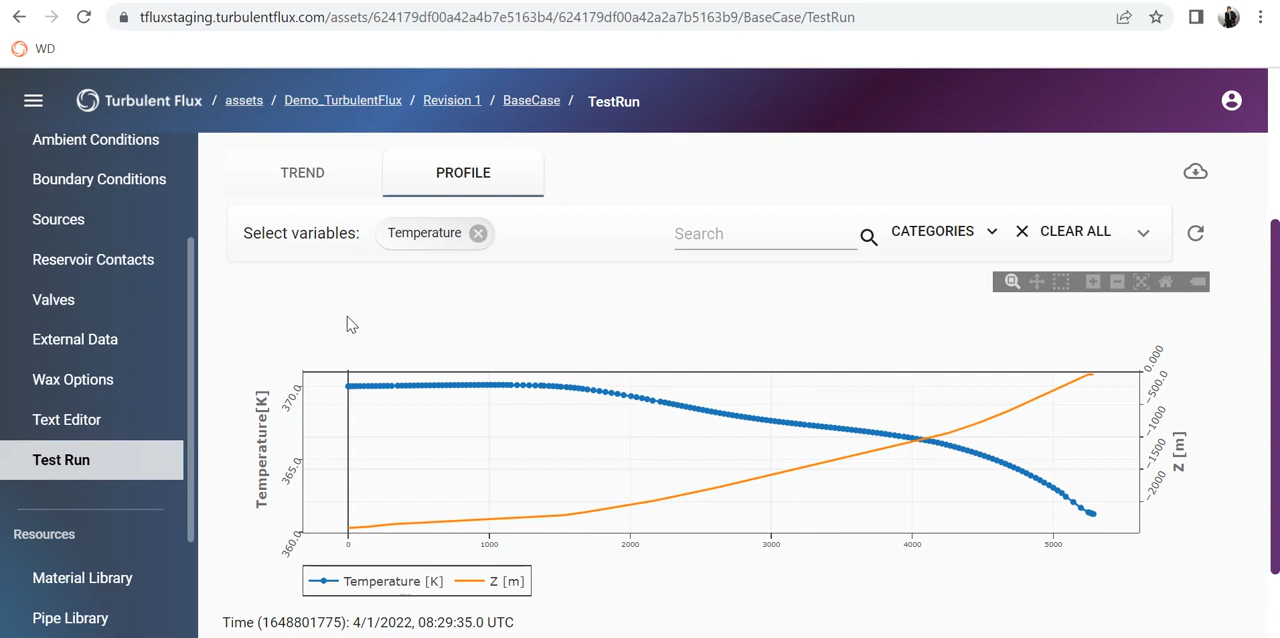 tfluxstaging.turbulentflux.com/assets/624179df00a42a4b7e5163b4/624179df00a42a2a7b5163b9/BaseCase/TestRun
WD
Turbulent Flux / assets / Demo_TurbulentFlux / Revision 1 / BaseCase / TestRun
Ambient Conditions
Boundary Conditions
Sources
Reservoir Contacts
Valves
External Data
Wax Options
Text Editor
Test Run
Resources
Material Library
Pipe Library
TREND
PROFILE
Select variables: Temperature
Search
CATEGORIES
CLEAR ALL
Temperature[K]
370.0
365.0
360.0
0.000
-500.0
-1000
-1500
-2000
Z [m]
0 1000 2000 3000 4000 5000
Temperature [K] Z [m]
Time (1648801775): 4/1/2022, 08:29:35.0 UTC